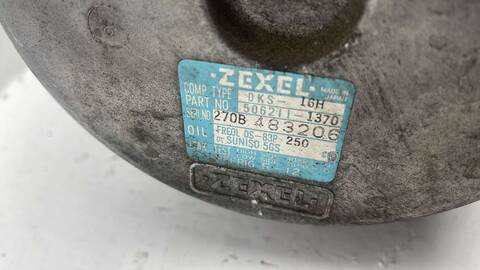 ZEXEL
MADE IN JAPAN
COMP TYPE DKS-16H
PART NO. 506211-1370
SERI.NO 270B 483206
OIL FREOL DS-83P 250
or SUNISO 5GS
ZEXEL